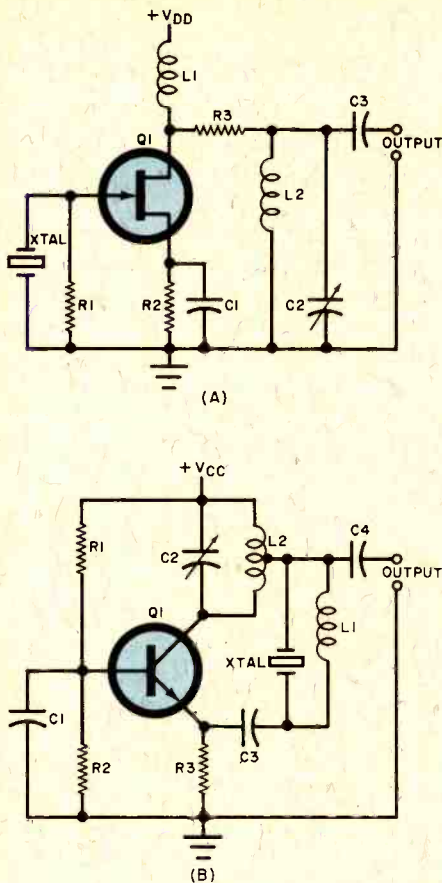 +VDD
L1
R3
C3
OUTPUT
Q1
L2
XTAL
R1
R2
C1
C2
(A)
+VCC
R1
C2
L2
C4
OUTPUT
Q1
L1
XTAL
C1
R2
R3
C3
(B)